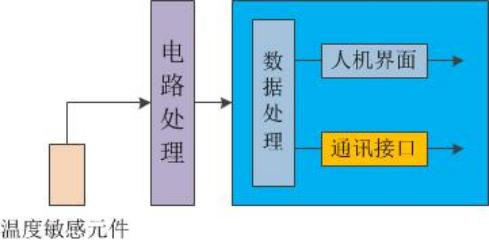 电路处理
数据处理
人机界面
通讯接口
温度敏感元件